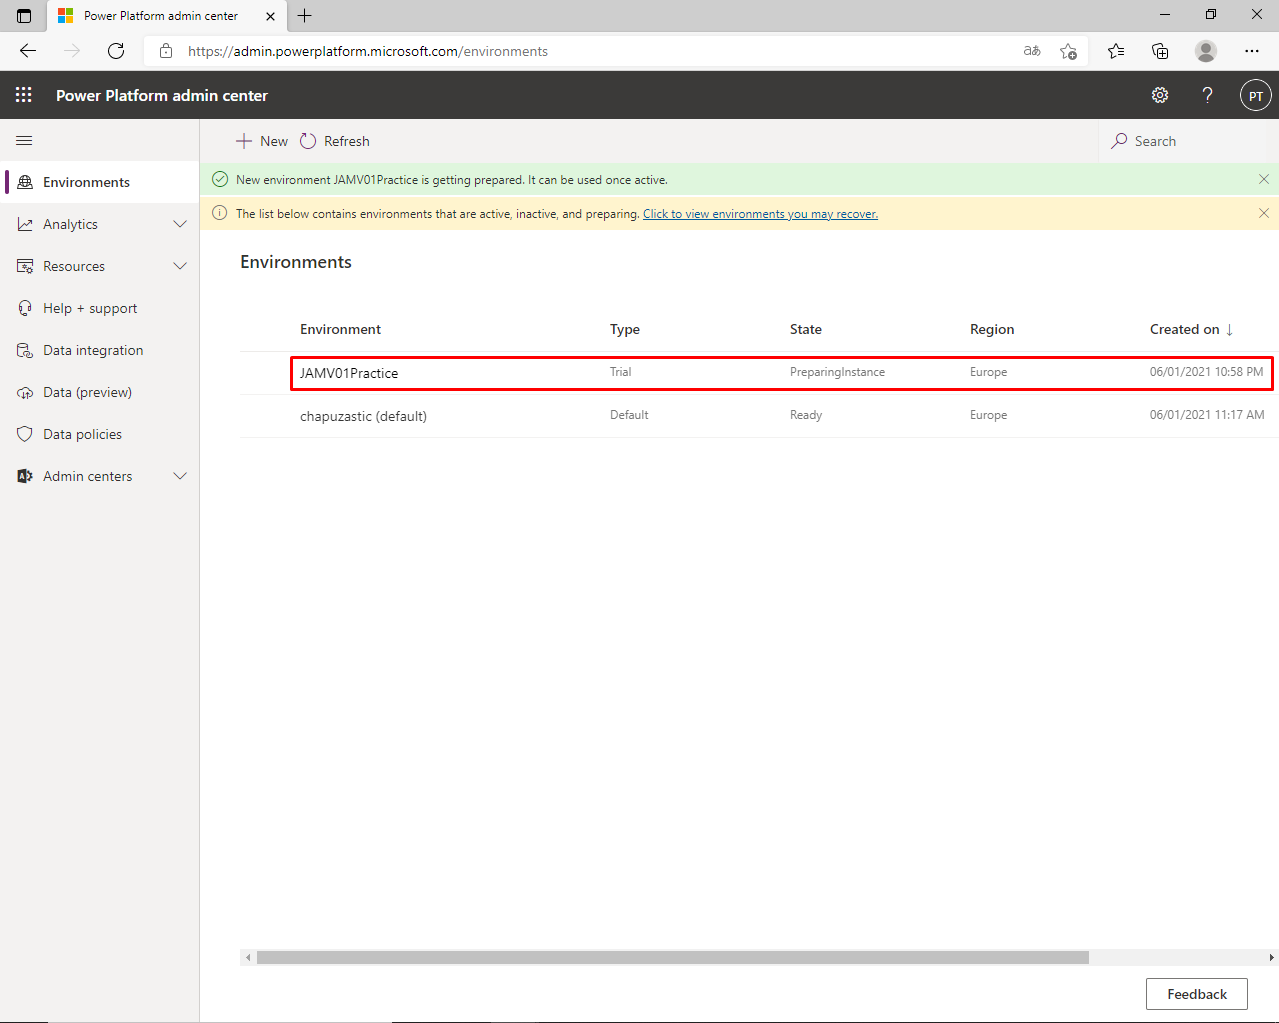 Power Platform admin center
https://admin.powerplatform.microsoft.com/environments
Power Platform admin center
PT
New Refresh Search
Environments
New environment JAMV01Practice is getting prepared. It can be used once active.
The list below contains environments that are active, inactive, and preparing. Click to view environments you may recover.
Analytics
Resources
Help + support
Data integration
Data (preview)
Data policies
Admin centers
Environments
Environment Type State Region Created on ↓
JAMV01Practice Trial PreparingInstance Europe 06/01/2021 10:58 PM
chapuzastic (default) Default Ready Europe 06/01/2021 11:17 AM
Feedback